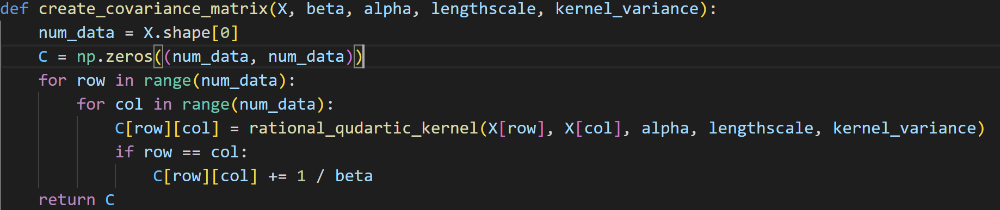 def create_covariance_matrix(X, beta, alpha, lengthscale, kernel_variance):
    num_data = X.shape[0]
    C = np.zeros((num_data, num_data))
    for row in range(num_data):
        for col in range(num_data):
            C[row][col] = rational_qudartic_kernel(X[row], X[col], alpha, lengthscale, kernel_variance)
            if row == col:
                C[row][col] += 1 / beta
    return C